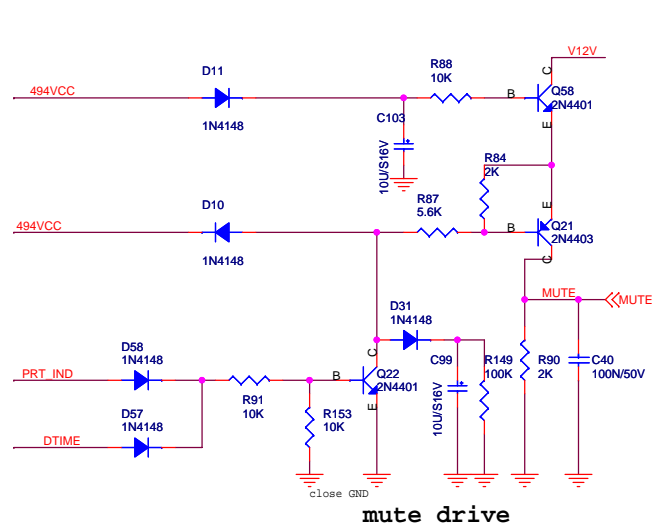 V12V
D11
R88
10K
C
494VCC
B
Q58
2N4401
1N4148
C103
10U/S16V
E
R84
2K
D10
R87
5.6K
E
494VCC
B
Q21
2N4403
1N4148
C
MUTE
MUTE
D31
1N4148
D58
1N4148
C
C99
R149
100K
R90
2K
C40
100N/50V
PRT_IND
B
Q22
2N4401
R91
10K
E
10U/S16V
D57
1N4148
R153
10K
DTIME
close GND
mute drive